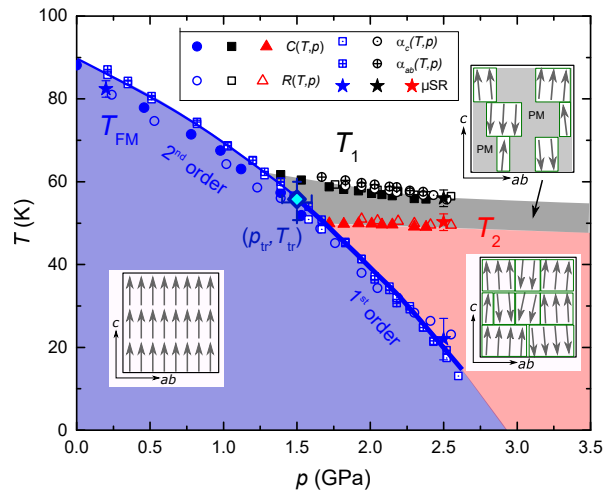 C(T,p)
α_c(T,p)
α_ab(T,p)
R(T,p)
μSR
T_FM
2nd order
T_1
PM
PM
c
ab
T_2
(p_tr, T_tr)
1st order
c
ab
c
ab
T (K)
100
80
60
40
20
0
0.0 0.5 1.0 1.5 2.0 2.5 3.0 3.5
p (GPa)